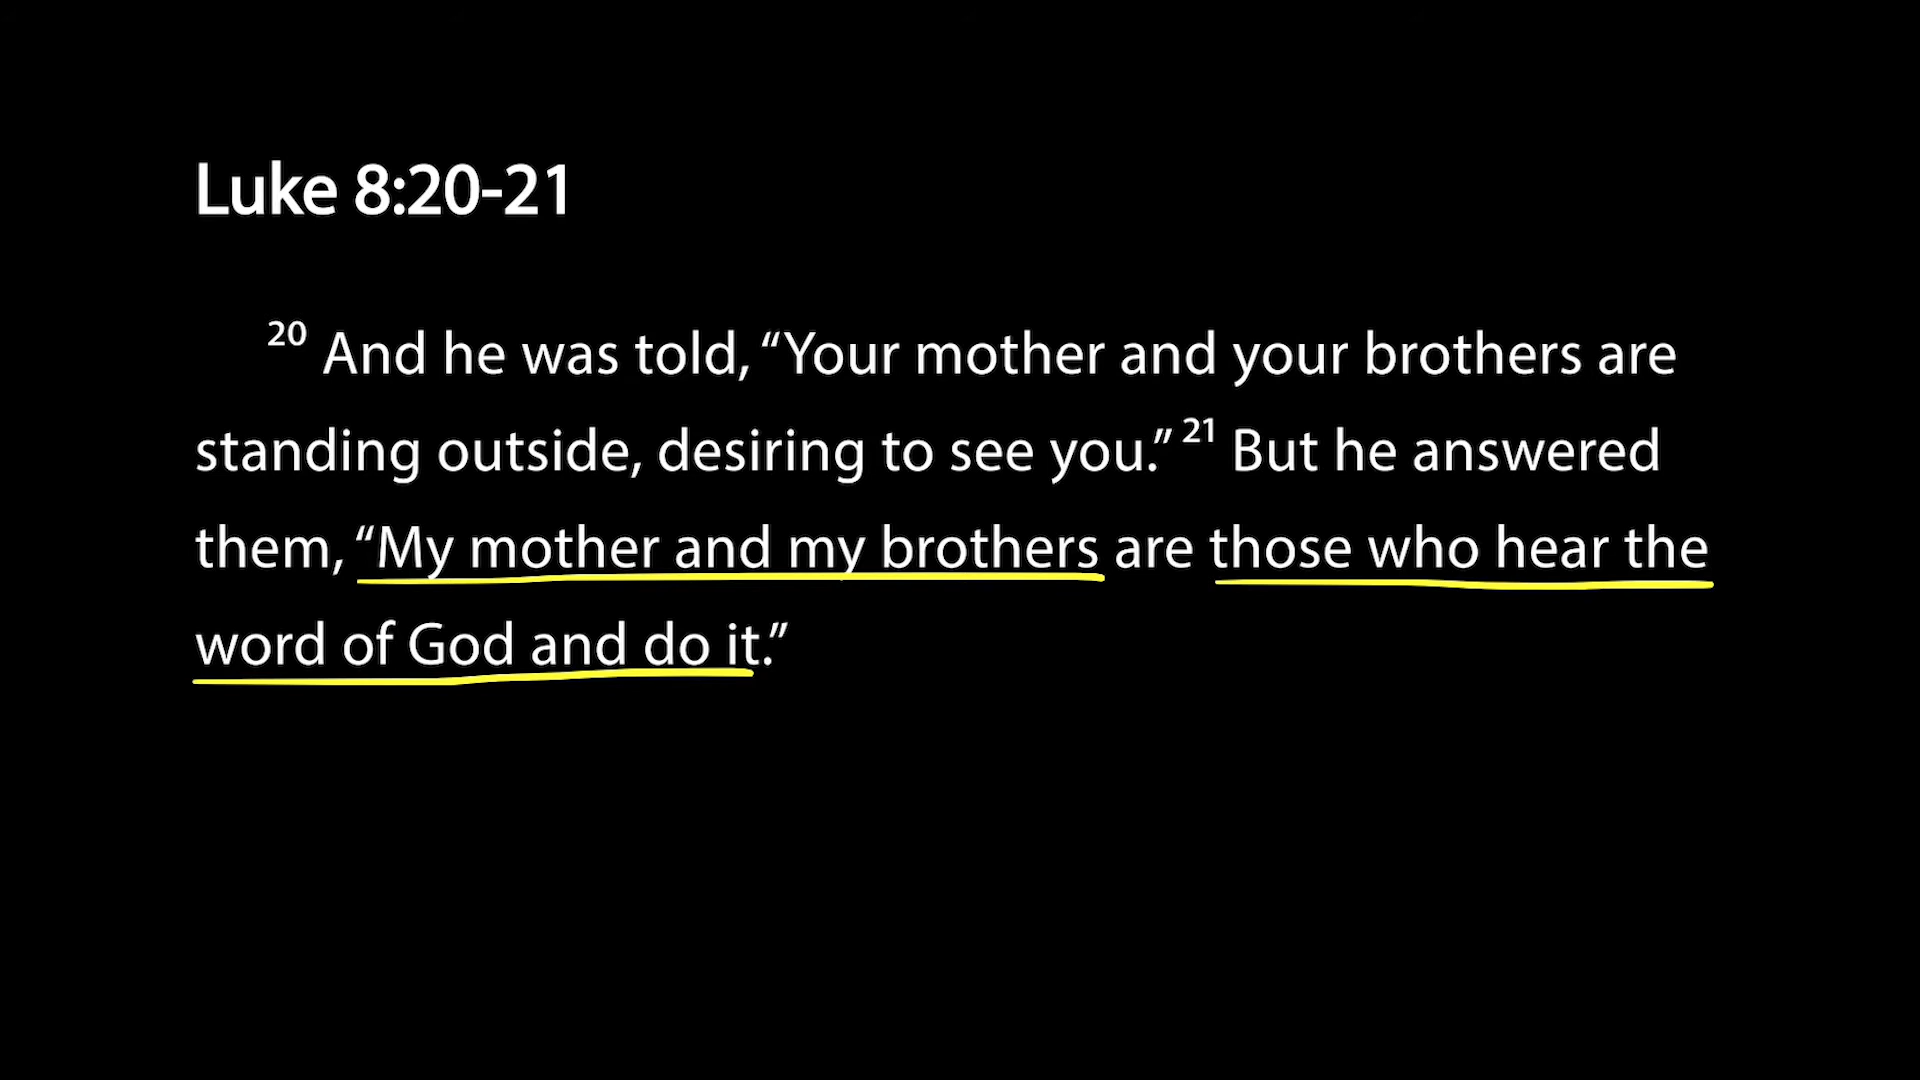 Luke 8:20-21
20 And he was told, “Your mother and your brothers are
standing outside, desiring to see you.” 21 But he answered
them, “My mother and my brothers are those who hear the
word of God and do it.”